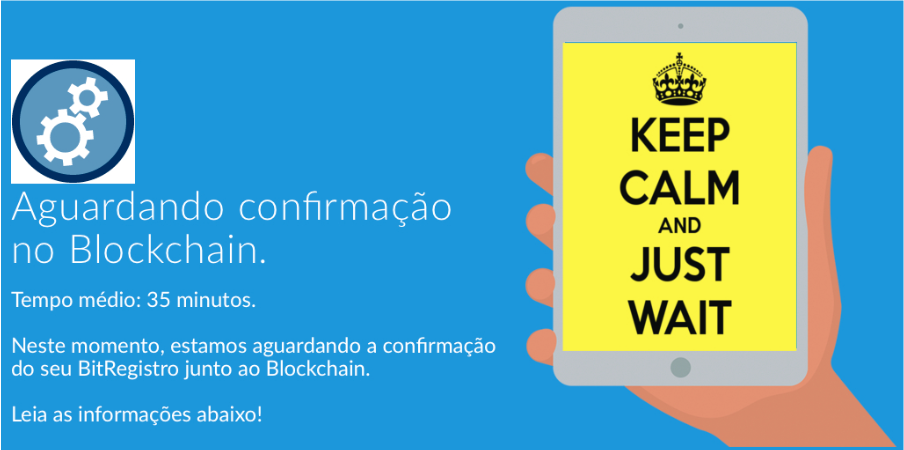 Aguardando confirmação
no Blockchain.
Tempo médio: 35 minutos.
Neste momento, estamos aguardando a confirmação
do seu BitRegistro junto ao Blockchain.
Leia as informações abaixo!
KEEP
CALM
AND
JUST
WAIT